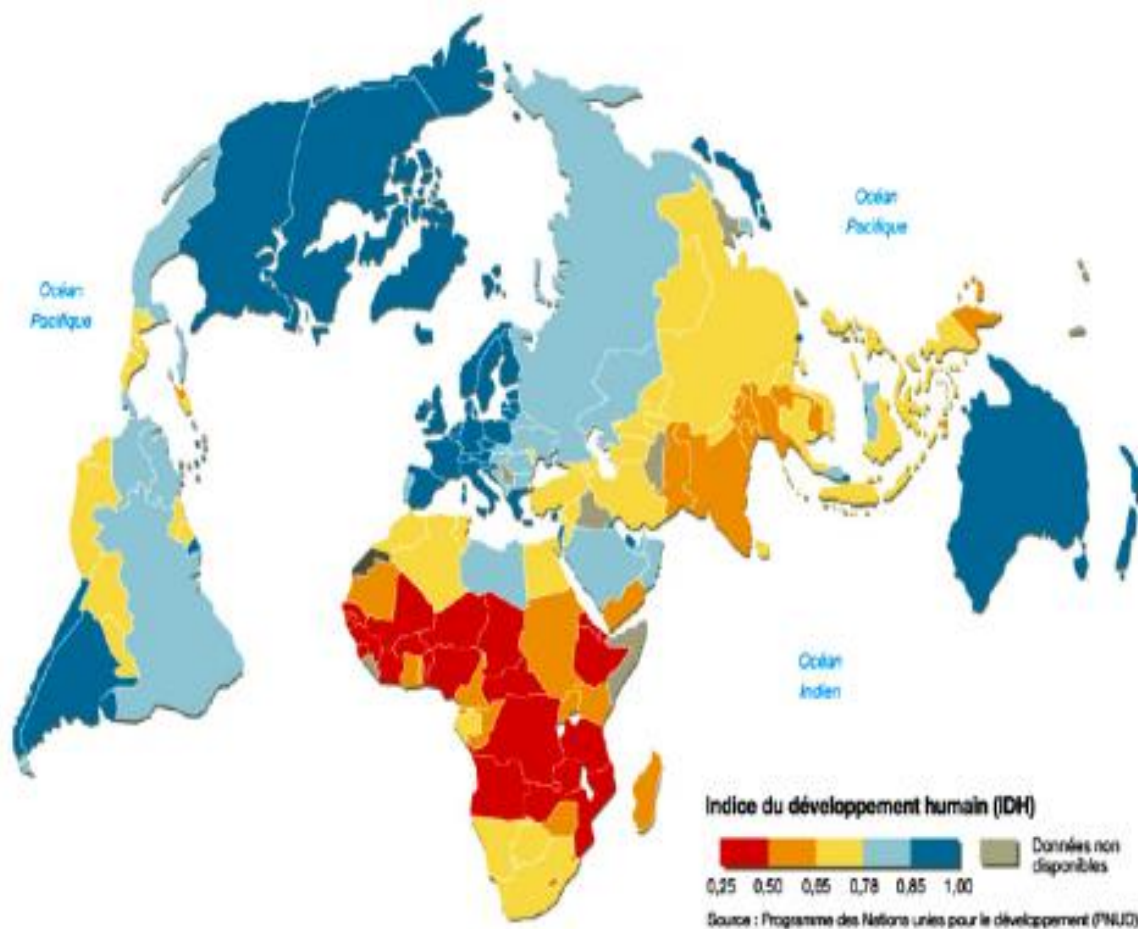 Océan
Pacifique
Océan
Pacifique
Océan
Indien
Indice du développement humain (IDH)
0,25 0,50 0,65 0,78 0,85 1,00
Données non
disponibles
Source : Programme des Nations unies pour le développement (PNUD)